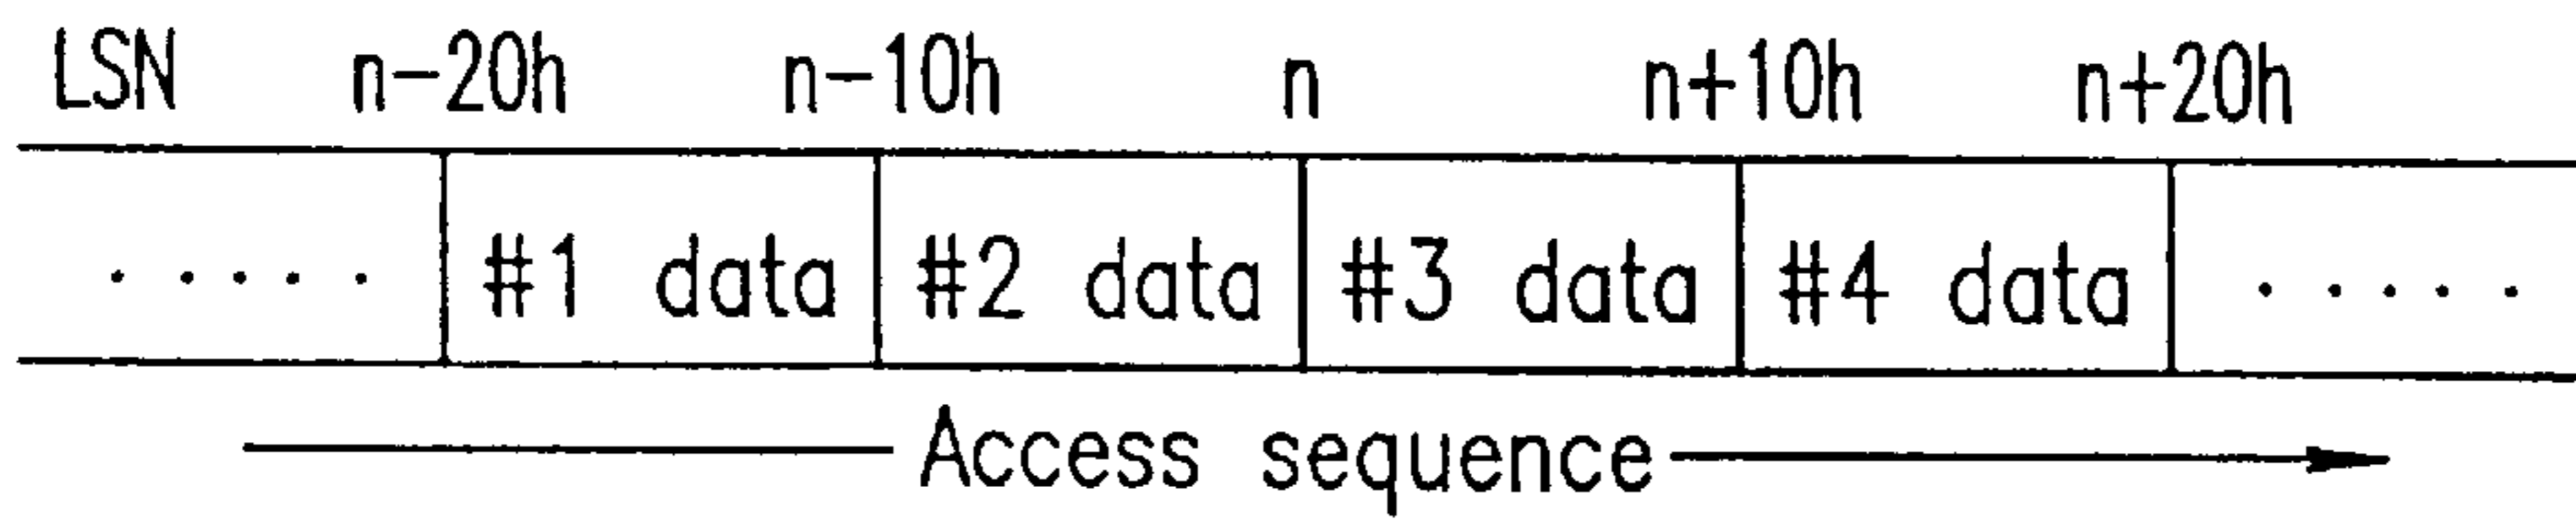 LSN n-20h n-10h n n+10h n+20h
..... #1 data #2 data #3 data #4 data .....
Access sequence